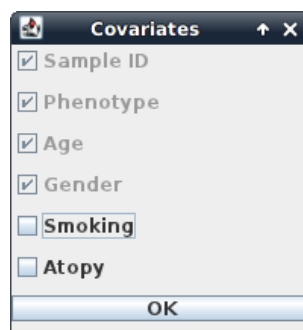 Covariates
Sample ID
Phenotype
Age
Gender
Smoking
Atopy
OK